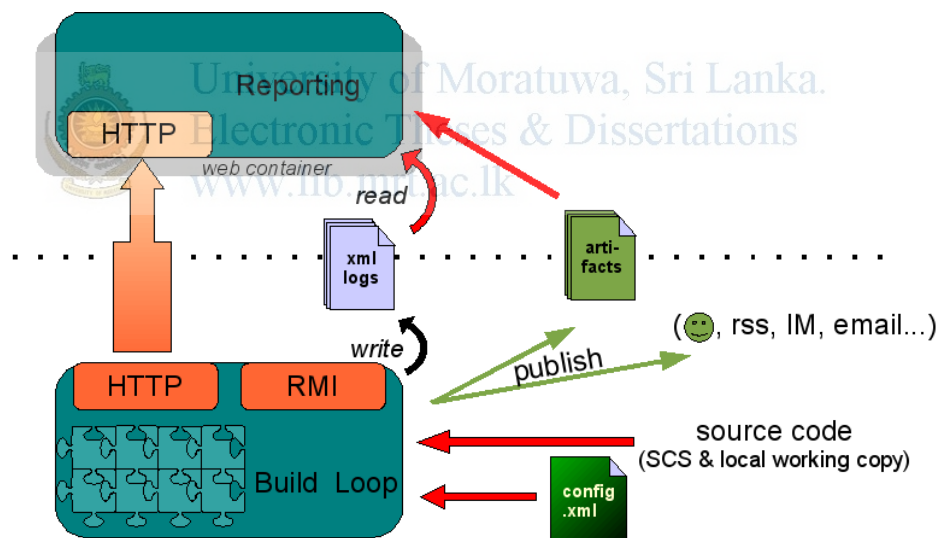 University of Moratuwa, Sri Lanka.
Reporting
Electronic Theses & Dissertations
HTTP
web container
www.lib.mrt.ac.lk
read
xml
logs
arti-
facts
(, rss, IM, email...)
write
publish
HTTP
RMI
source code
(SCS & local working copy)
Build Loop
config
.xml